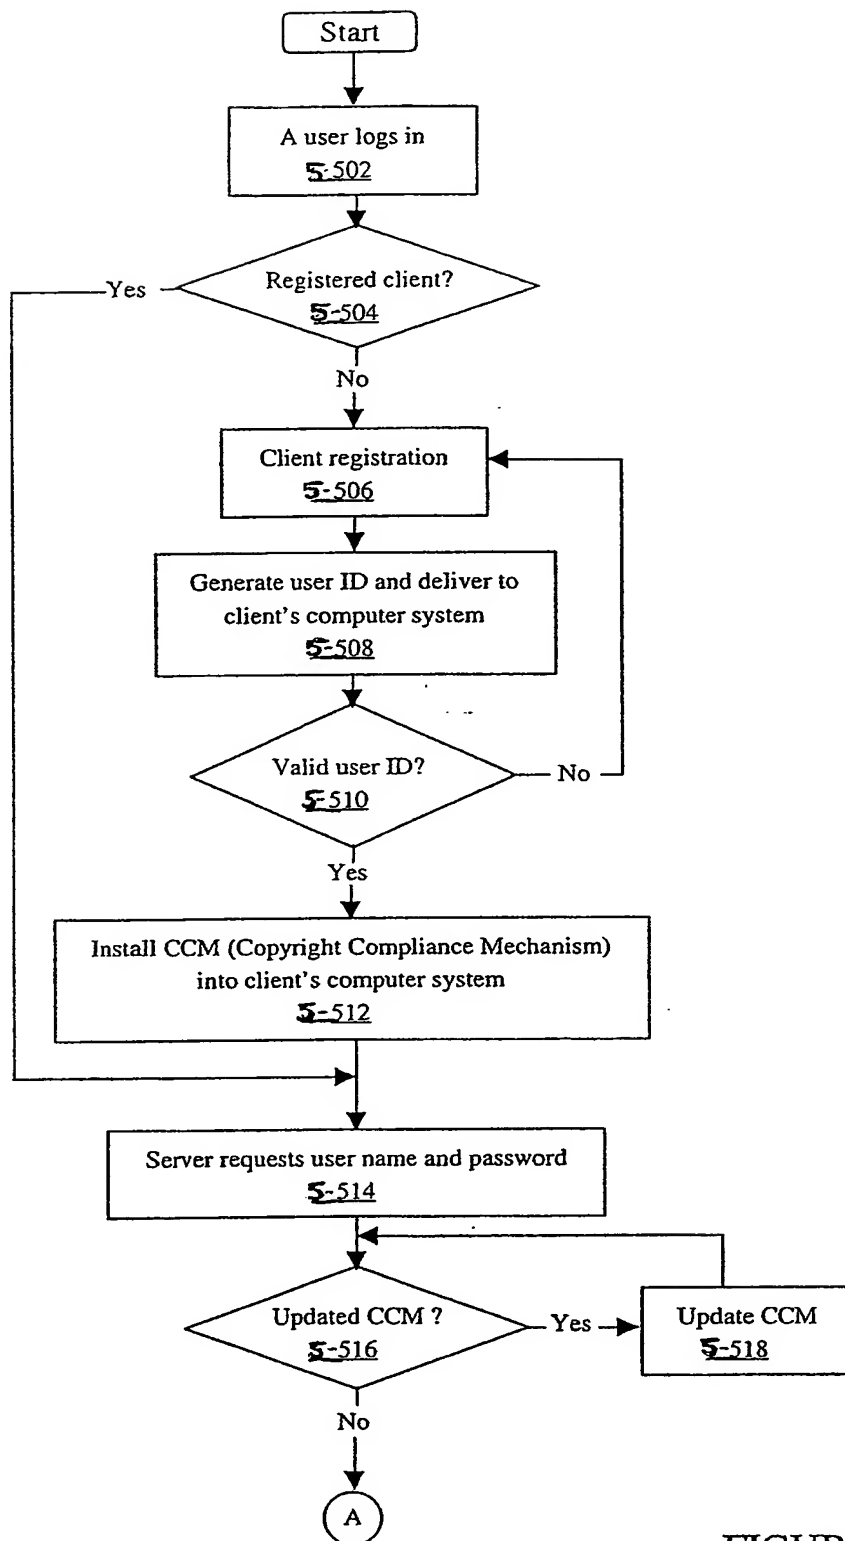 Start
A user logs in
5-502
Registered client?
5-504
Yes
No
Client registration
5-506
Generate user ID and deliver to
client's computer system
5-508
Valid user ID?
5-510
No
Yes
Install CCM (Copyright Compliance Mechanism)
into client's computer system
5-512
Server requests user name and password
5-514
Updated CCM ?
5-516
Yes
Update CCM
5-518
No
A